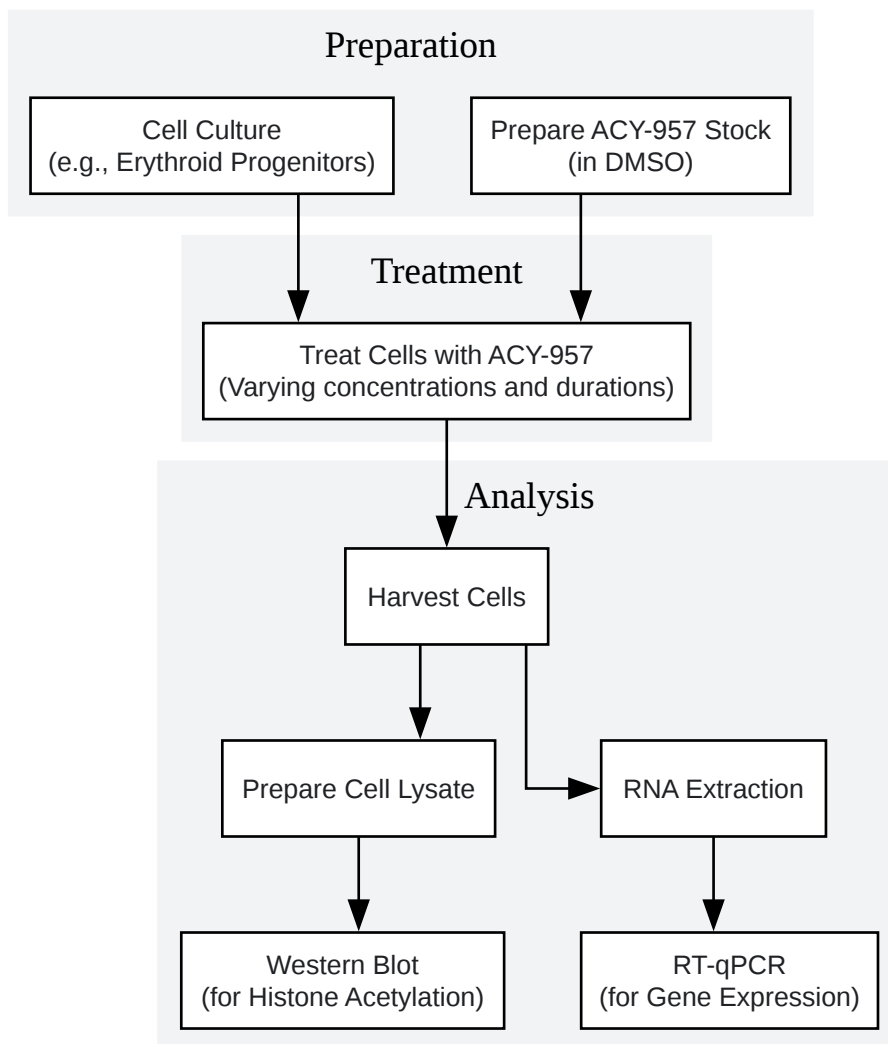 Preparation
Cell Culture
(e.g., Erythroid Progenitors)
Prepare ACY-957 Stock
(in DMSO)
Treatment
Treat Cells with ACY-957
(Varying concentrations and durations)
Analysis
Harvest Cells
Prepare Cell Lysate
RNA Extraction
Western Blot
(for Histone Acetylation)
RT-qPCR
(for Gene Expression)